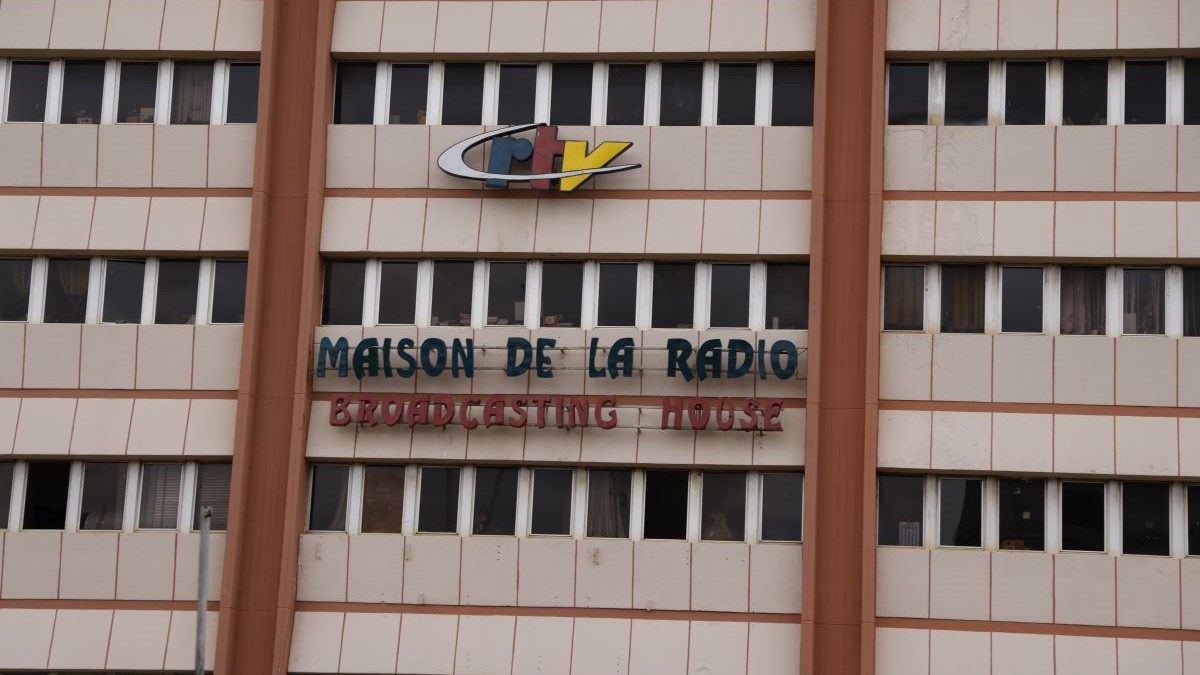 crtv
MAISON DE LA RADIO
BROADCASTING HOUSE